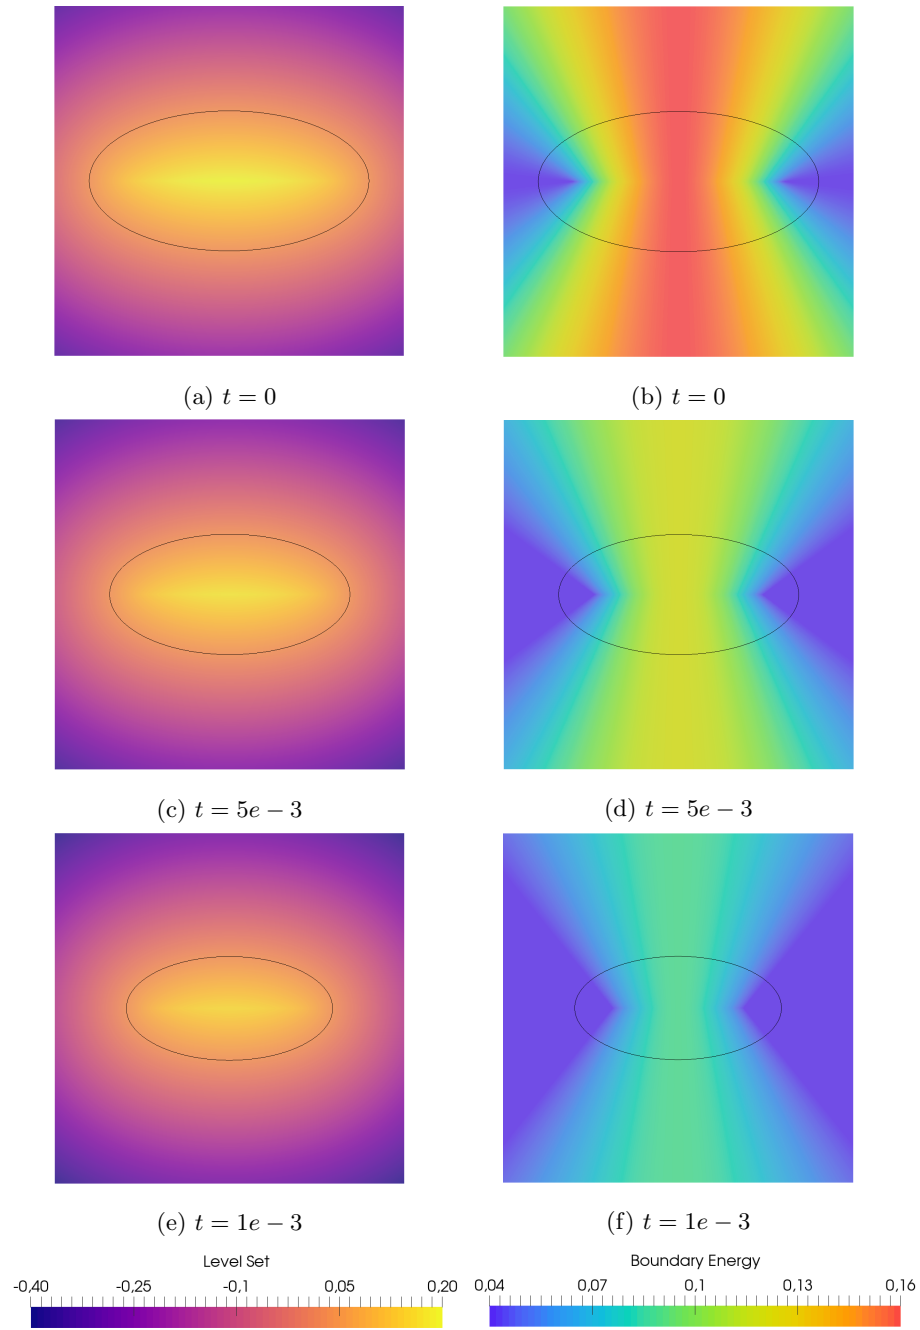 (a) t = 0 (b) t = 0
(c) t = 5e − 3 (d) t = 5e − 3
(e) t = 1e − 3 (f) t = 1e − 3
Level Set Boundary Energy
-0,40 -0,25 -0,1 0,05 0,20 0,04 0,07 0,1 0,13 0,16